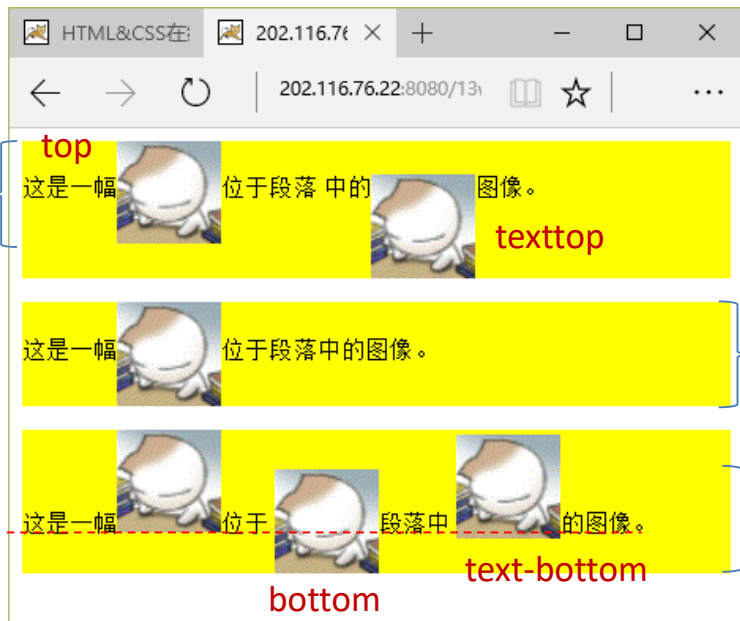 HTML&CSS在 202.116.76
202.116.76.22:8080/13
top
这是一幅位于段落 中的图像。
texttop
这是一幅位于段落中的图像。
这是一幅位于段落中的图像。
text-bottom
bottom